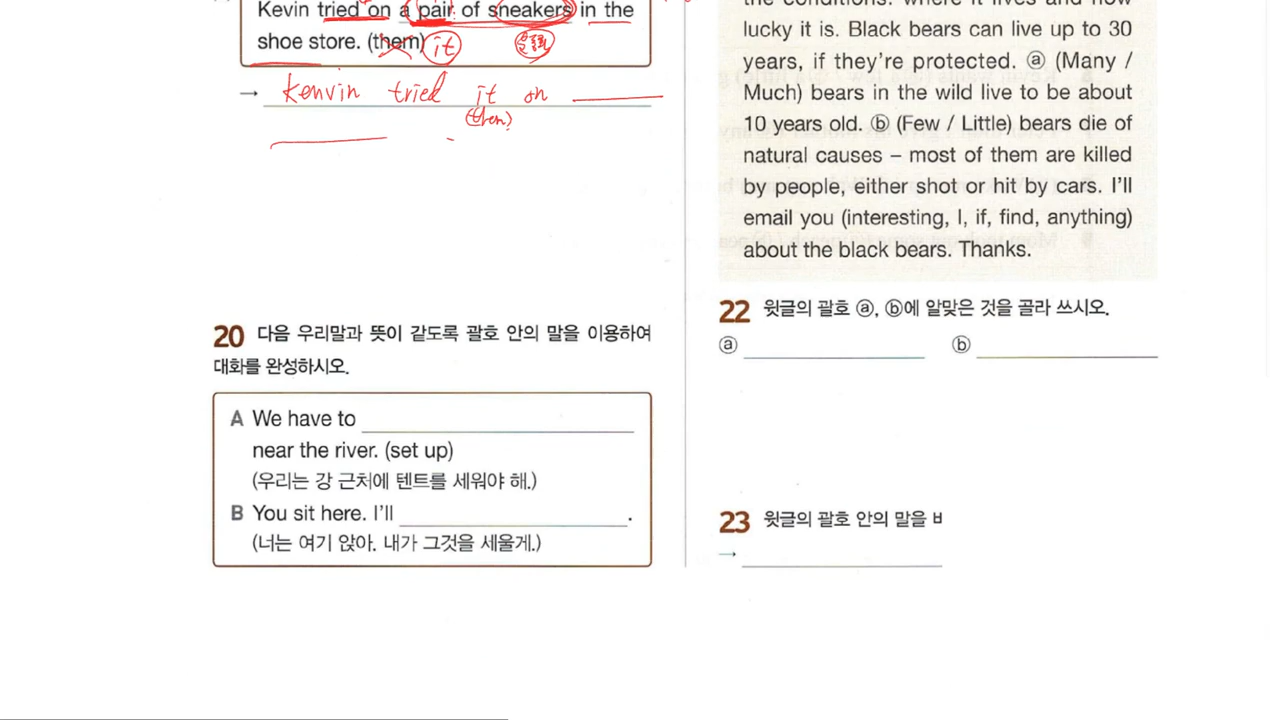 Kevin tried on a pair of sneakers in the
shoe store. (them) it
→ Kenvin tried it on
(then?)
20 다음 우리말과 뜻이 같도록 괄호 안의 말을 이용하여
대화를 완성하시오.
A We have to
near the river. (set up)
(우리는 강 근처에 텐트를 세워야 해.)
B You sit here. I'll .
(너는 여기 앉아. 내가 그것을 세울게.)
the conditions: where it lives and how
lucky it is. Black bears can live up to 30
years, if they're protected. ⓐ (Many /
Much) bears in the wild live to be about
10 years old. ⓑ (Few / Little) bears die of
natural causes – most of them are killed
by people, either shot or hit by cars. I'll
email you (interesting, I, if, find, anything)
about the black bears. Thanks.
22 윗글의 괄호 ⓐ, ⓑ에 알맞은 것을 골라 쓰시오.
ⓐ ⓑ
23 윗글의 괄호 안의 말을 ㅂ
→